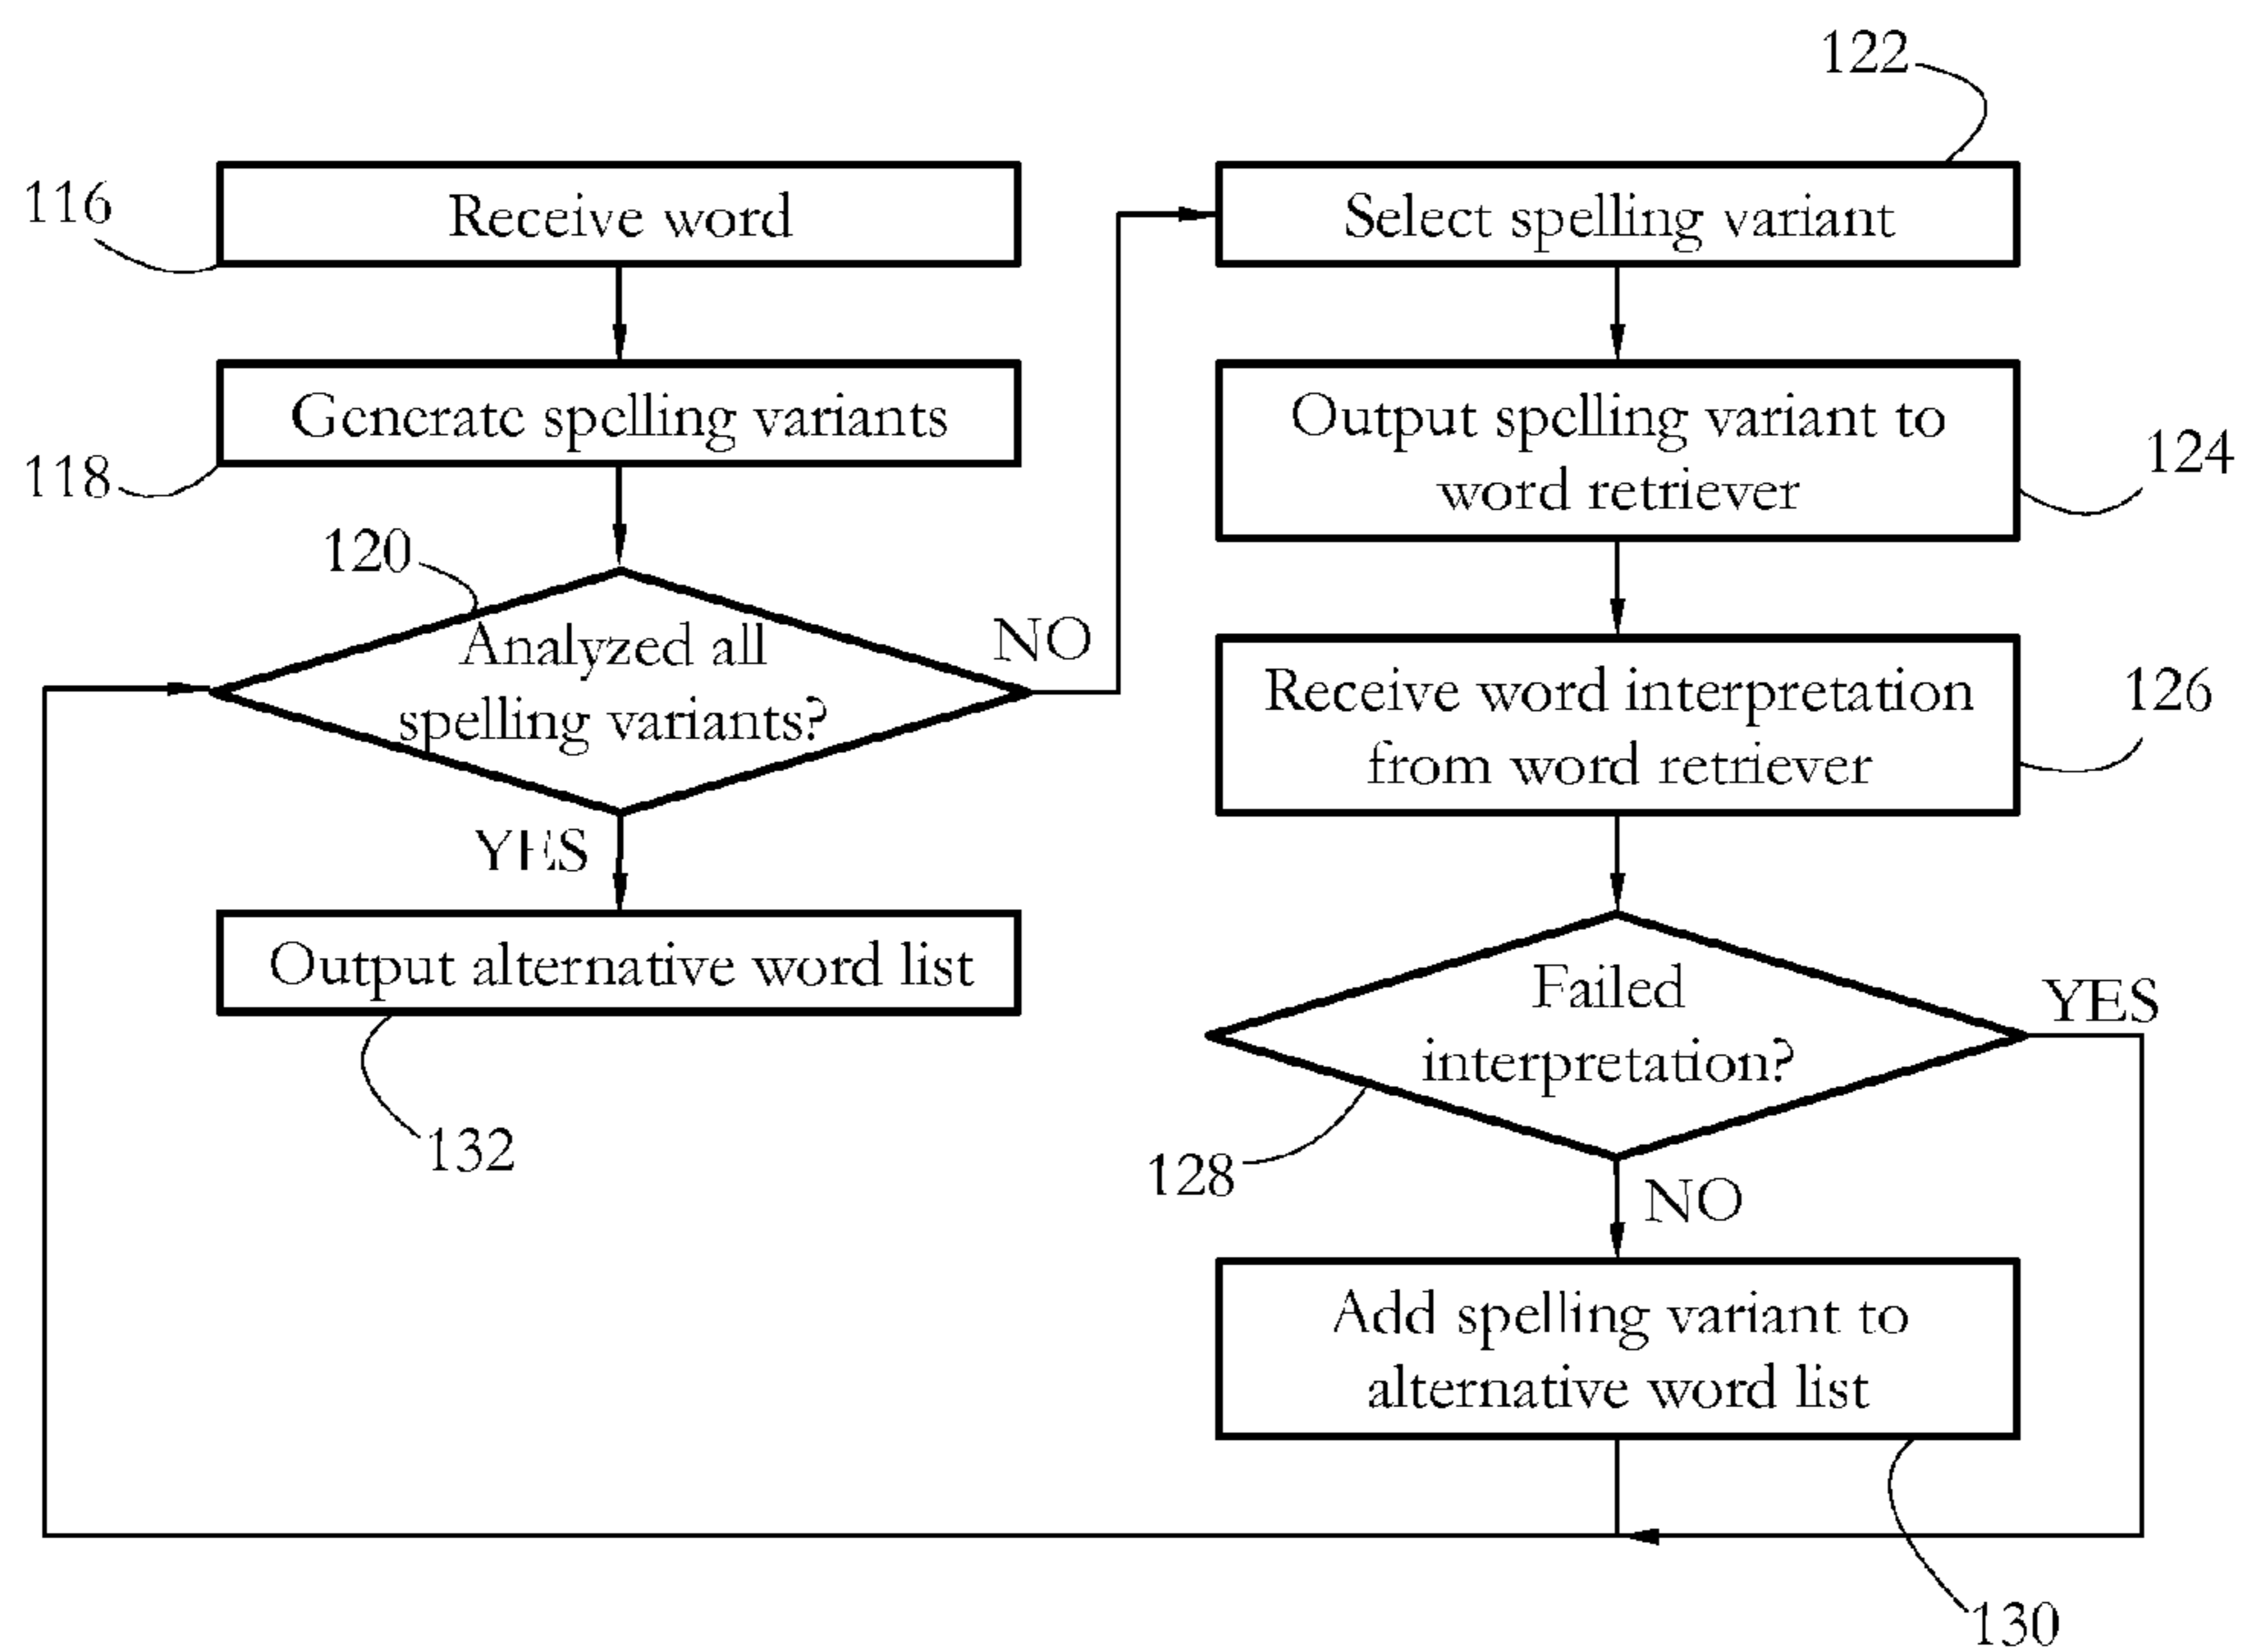 116
Receive word
118
Generate spelling variants
120
Analyzed all
spelling variants?
NO
YES
Output alternative word list
132
122
Select spelling variant
Output spelling variant to
word retriever
124
Receive word interpretation
from word retriever
126
Failed
interpretation?
YES
128
NO
Add spelling variant to
alternative word list
130